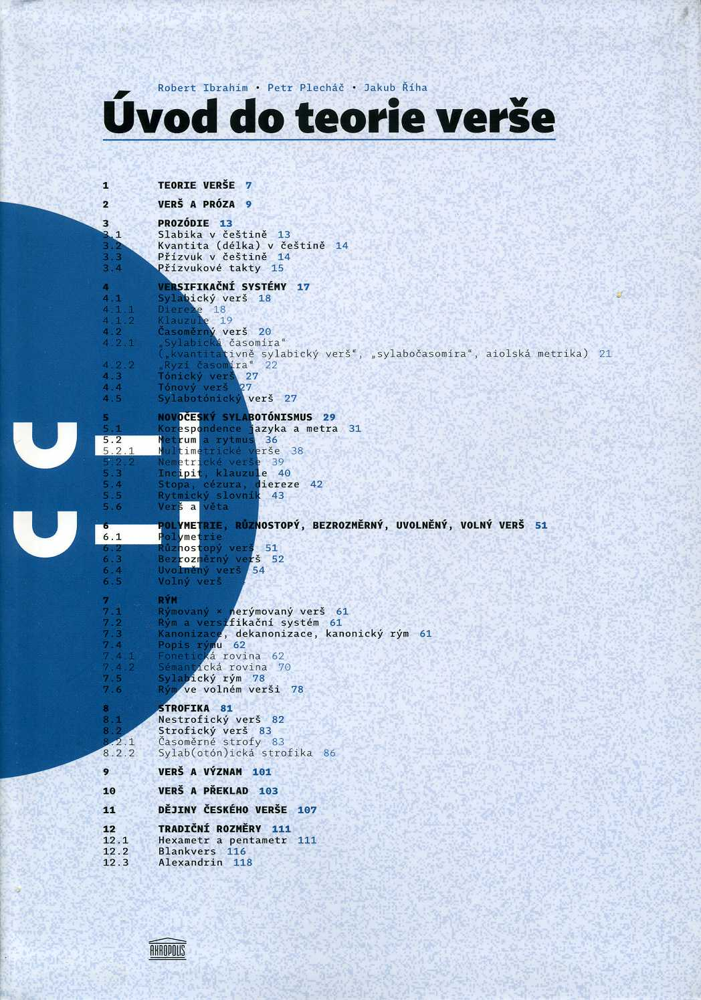 Robert Ibrahim • Petr Plecháč • Jakub Říha
Úvod do teorie verše
1 TEORIE VERŠE 7
2 VERŠ A PRÓZA 9
3 PROZÓDIE 13
3.1 Slabika v češtině 13
3.2 Kvantita (délka) v češtině 14
3.3 Přízvuk v češtině 14
3.4 Přízvukové takty 15
4 VERSIFIKAČNÍ SYSTÉMY 17
4.1 Sylabický verš 18
4.1.1 Diereze 18
4.1.2 Klauzule 19
4.2 Časoměrný verš 20
4.2.1 „Sylabická časomíra“
(„kvantitativně sylabický verš“, „sylabočasomíra“, aiolská metrika) 21
4.2.2 „Ryzí časomíra“ 22
4.3 Tónický verš 27
4.4 Tónový verš 27
4.5 Sylabotónický verš 27
5 NOVOČESKÝ SYLABOTÓNISMUS 29
5.1 Korespondence jazyka a metra 31
5.2 Metrum a rytmus 36
5.2.1 Multimetrické verše 38
5.2.2 Nemetrické verše 39
5.3 Incipit, klauzule 40
5.4 Stopa, cézura, diereze 42
5.5 Rytmický slovník 43
5.6 Verš a věta
6 POLYMETRIE, RŮZNOSTOPÝ, BEZROZMĚRNÝ, UVOLNĚNÝ, VOLNÝ VERŠ 51
6.1 Polymetrie
6.2 Různostopý verš 51
6.3 Bezrozměrný verš 52
6.4 Uvolněný verš 54
6.5 Volný verš
7 RÝM
7.1 Rýmovaný × nerýmovaný verš 61
7.2 Rým a versifikační systém 61
7.3 Kanonizace, dekanonizace, kanonický rým 61
7.4 Popis rýmu 62
7.4.1 Fonetická rovina 62
7.4.2 Sémantická rovina 70
7.5 Sylabický rým 78
7.6 Rým ve volném verši 78
8 STROFIKA 81
8.1 Nestrofický verš 82
8.2 Strofický verš 83
8.2.1 Časoměrné strofy 83
8.2.2 Sylab(otón)ická strofika 86
9 VERŠ A VÝZNAM 101
10 VERŠ A PŘEKLAD 103
11 DĚJINY ČESKÉHO VERŠE 107
12 TRADIČNÍ ROZMĚRY 111
12.1 Hexametr a pentametr 111
12.2 Blankvers 116
12.3 Alexandrin 118
AKROPOLIS